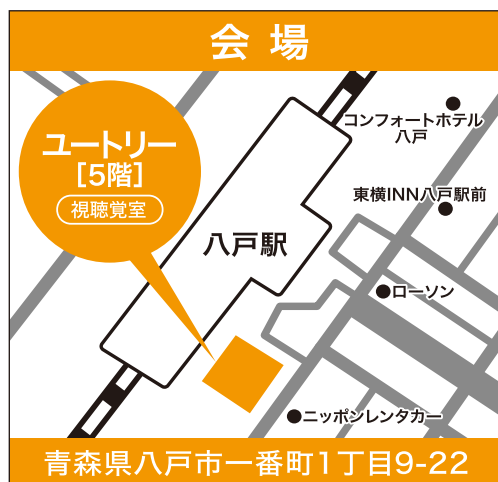 会場
ユートリー
[5階]
視聴覚室
コンフォートホテル
八戸
東横INN八戸駅前
八戸駅
ローソン
ニッポンレンタカー
青森県八戸市一番町1丁目9-22